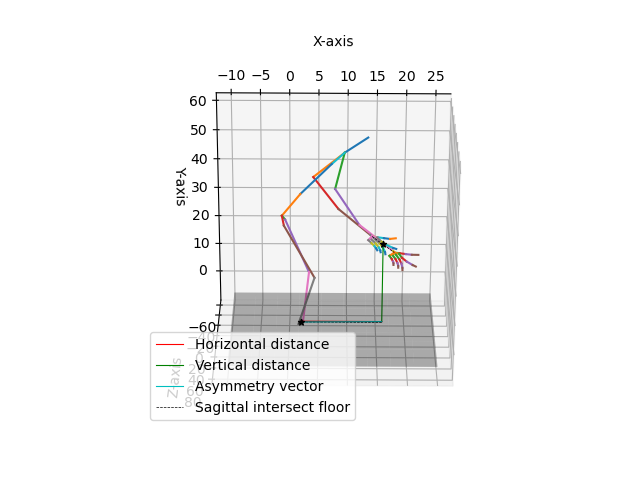 X-axis
−10 −5 0 5 10 15 20 25
60
50
40
30
20
10
0
Y-axis
−60
Z-axis
Horizontal distance
Vertical distance
Asymmetry vector
Sagittal intersect floor